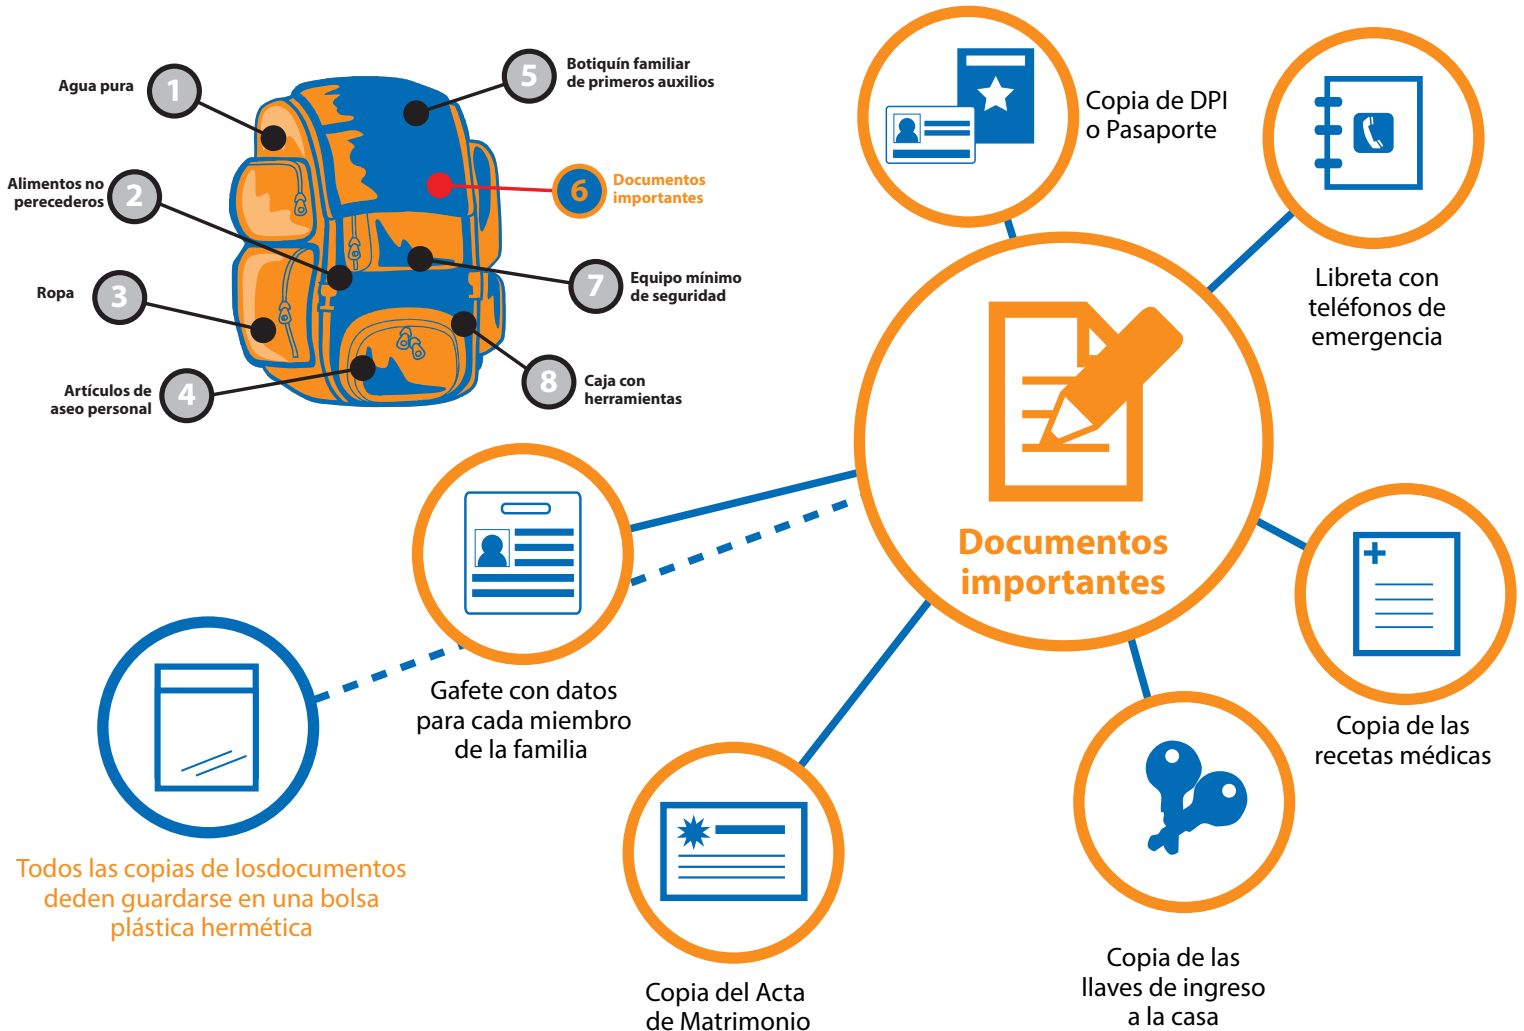 Agua pura
1
Alimentos no
perecederos
2
Ropa
3
Artículos de
aseo personal
4
5
Botiquín familiar
de primeros auxilios
6
Documentos
importantes
7
Equipo mínimo
de seguridad
8
Caja con
herramientas
Copia de DPI
o Pasaporte
Libreta con
teléfonos de
emergencia
Documentos
importantes
Gafete con datos
para cada miembro
de la familia
Copia de las
recetas médicas
Todos las copias de losdocumentos
deden guardarse en una bolsa
plástica hermética
Copia del Acta
de Matrimonio
Copia de las
llaves de ingreso
a la casa